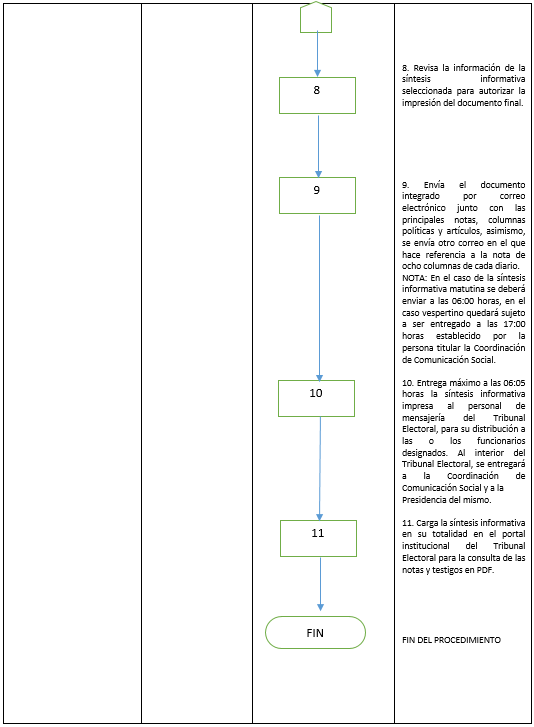 8
8. Revisa la información de la
síntesis informativa
seleccionada para autorizar la
impresión del documento final.
9
9. Envía el documento
integrado por correo
electrónico junto con las
principales notas, columnas
políticas y artículos, asimismo,
se envía otro correo en el que
hace referencia a la nota de
ocho columnas de cada diario.
NOTA: En el caso de la síntesis
informativa matutina se deberá
enviar a las 06:00 horas, en el
caso vespertino quedará sujeto
a ser entregado a las 17:00
horas establecido por la
persona titular la Coordinación
de Comunicación Social.
10
10. Entrega máximo a las 06:05
horas la síntesis informativa
impresa al personal de
mensajería del Tribunal
Electoral, para su distribución a
las o los funcionarios
designados. Al interior del
Tribunal Electoral, se entregará
a la Coordinación de
Comunicación Social y a la
Presidencia del mismo.
11
11. Carga la síntesis informativa
en su totalidad en el portal
institucional del Tribunal
Electoral para la consulta de las
notas y testigos en PDF.
FIN
FIN DEL PROCEDIMIENTO